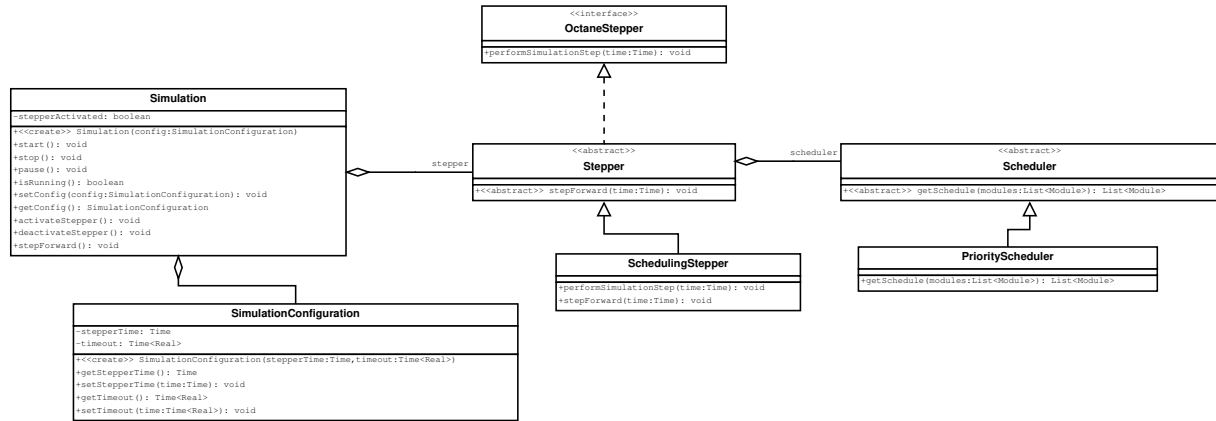 <<interface>>
OctaneStepper
+performSimulationStep(time:Time): void
Simulation
-stepperActivated: boolean
+<<create>> Simulation(config:SimulationConfiguration)
+start(): void
+stop(): void
+pause(): void
+isRunning(): boolean
+setConfig(config:SimulationConfiguration): void
+getConfig(): SimulationConfiguration
+activateStepper(): void
+deactivateStepper(): void
+stepForward(): void
stepper
<<abstract>>
Stepper
+<<abstract>> stepForward(time:Time): void
scheduler
<<abstract>>
Scheduler
+<<abstract>> getSchedule(modules:List<Module>): List<Module>
SchedulingStepper
+performSimulationStep(time:Time): void
+stepForward(time:Time): void
PriorityScheduler
+getSchedule(modules:List<Module>): List<Module>
SimulationConfiguration
-stepperTime: Time
-timeout: Time<Real>
+<<create>> SimulationConfiguration(stepperTime:Time,timeout:Time<Real>)
+getStepperTime(): Time
+setStepperTime(time:Time): void
+getTimeout(): Time<Real>
+setTimeout(time:Time<Real>): void